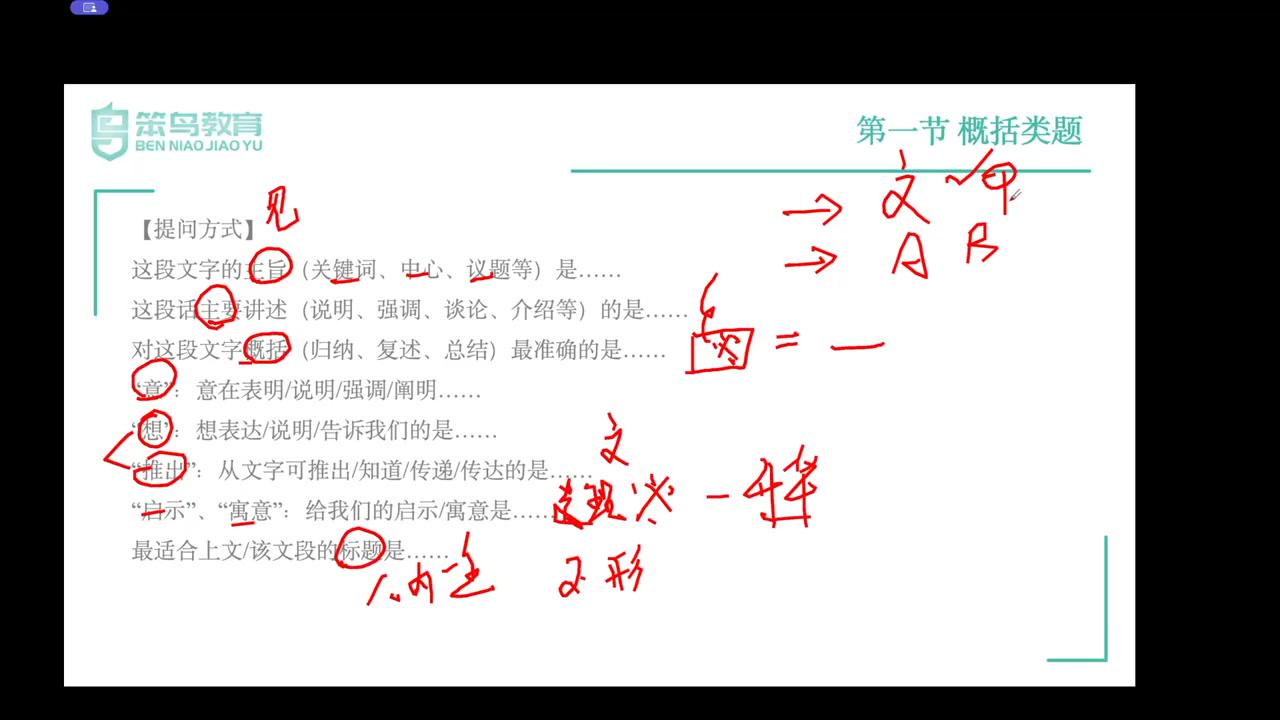 笨鸟教育
BEN NIAO JIAO YU
第一节 概括类题
文 甲
A B
见
【提问方式】
这段文字的主旨（关键词、中心、议题等）是……
这段话主要讲述（说明、强调、谈论、介绍等）的是……
对这段文字概括（归纳、复述、总结）最准确的是……
“意”：意在表明/说明/强调/阐明……
“想”：想表达/说明/告诉我们的是……
文
“推出”：从文字可推出/知道/传递/传达的是……
“启示”、“寓意”：给我们的启示/寓意是……
最适合上文/该文段的标题是……